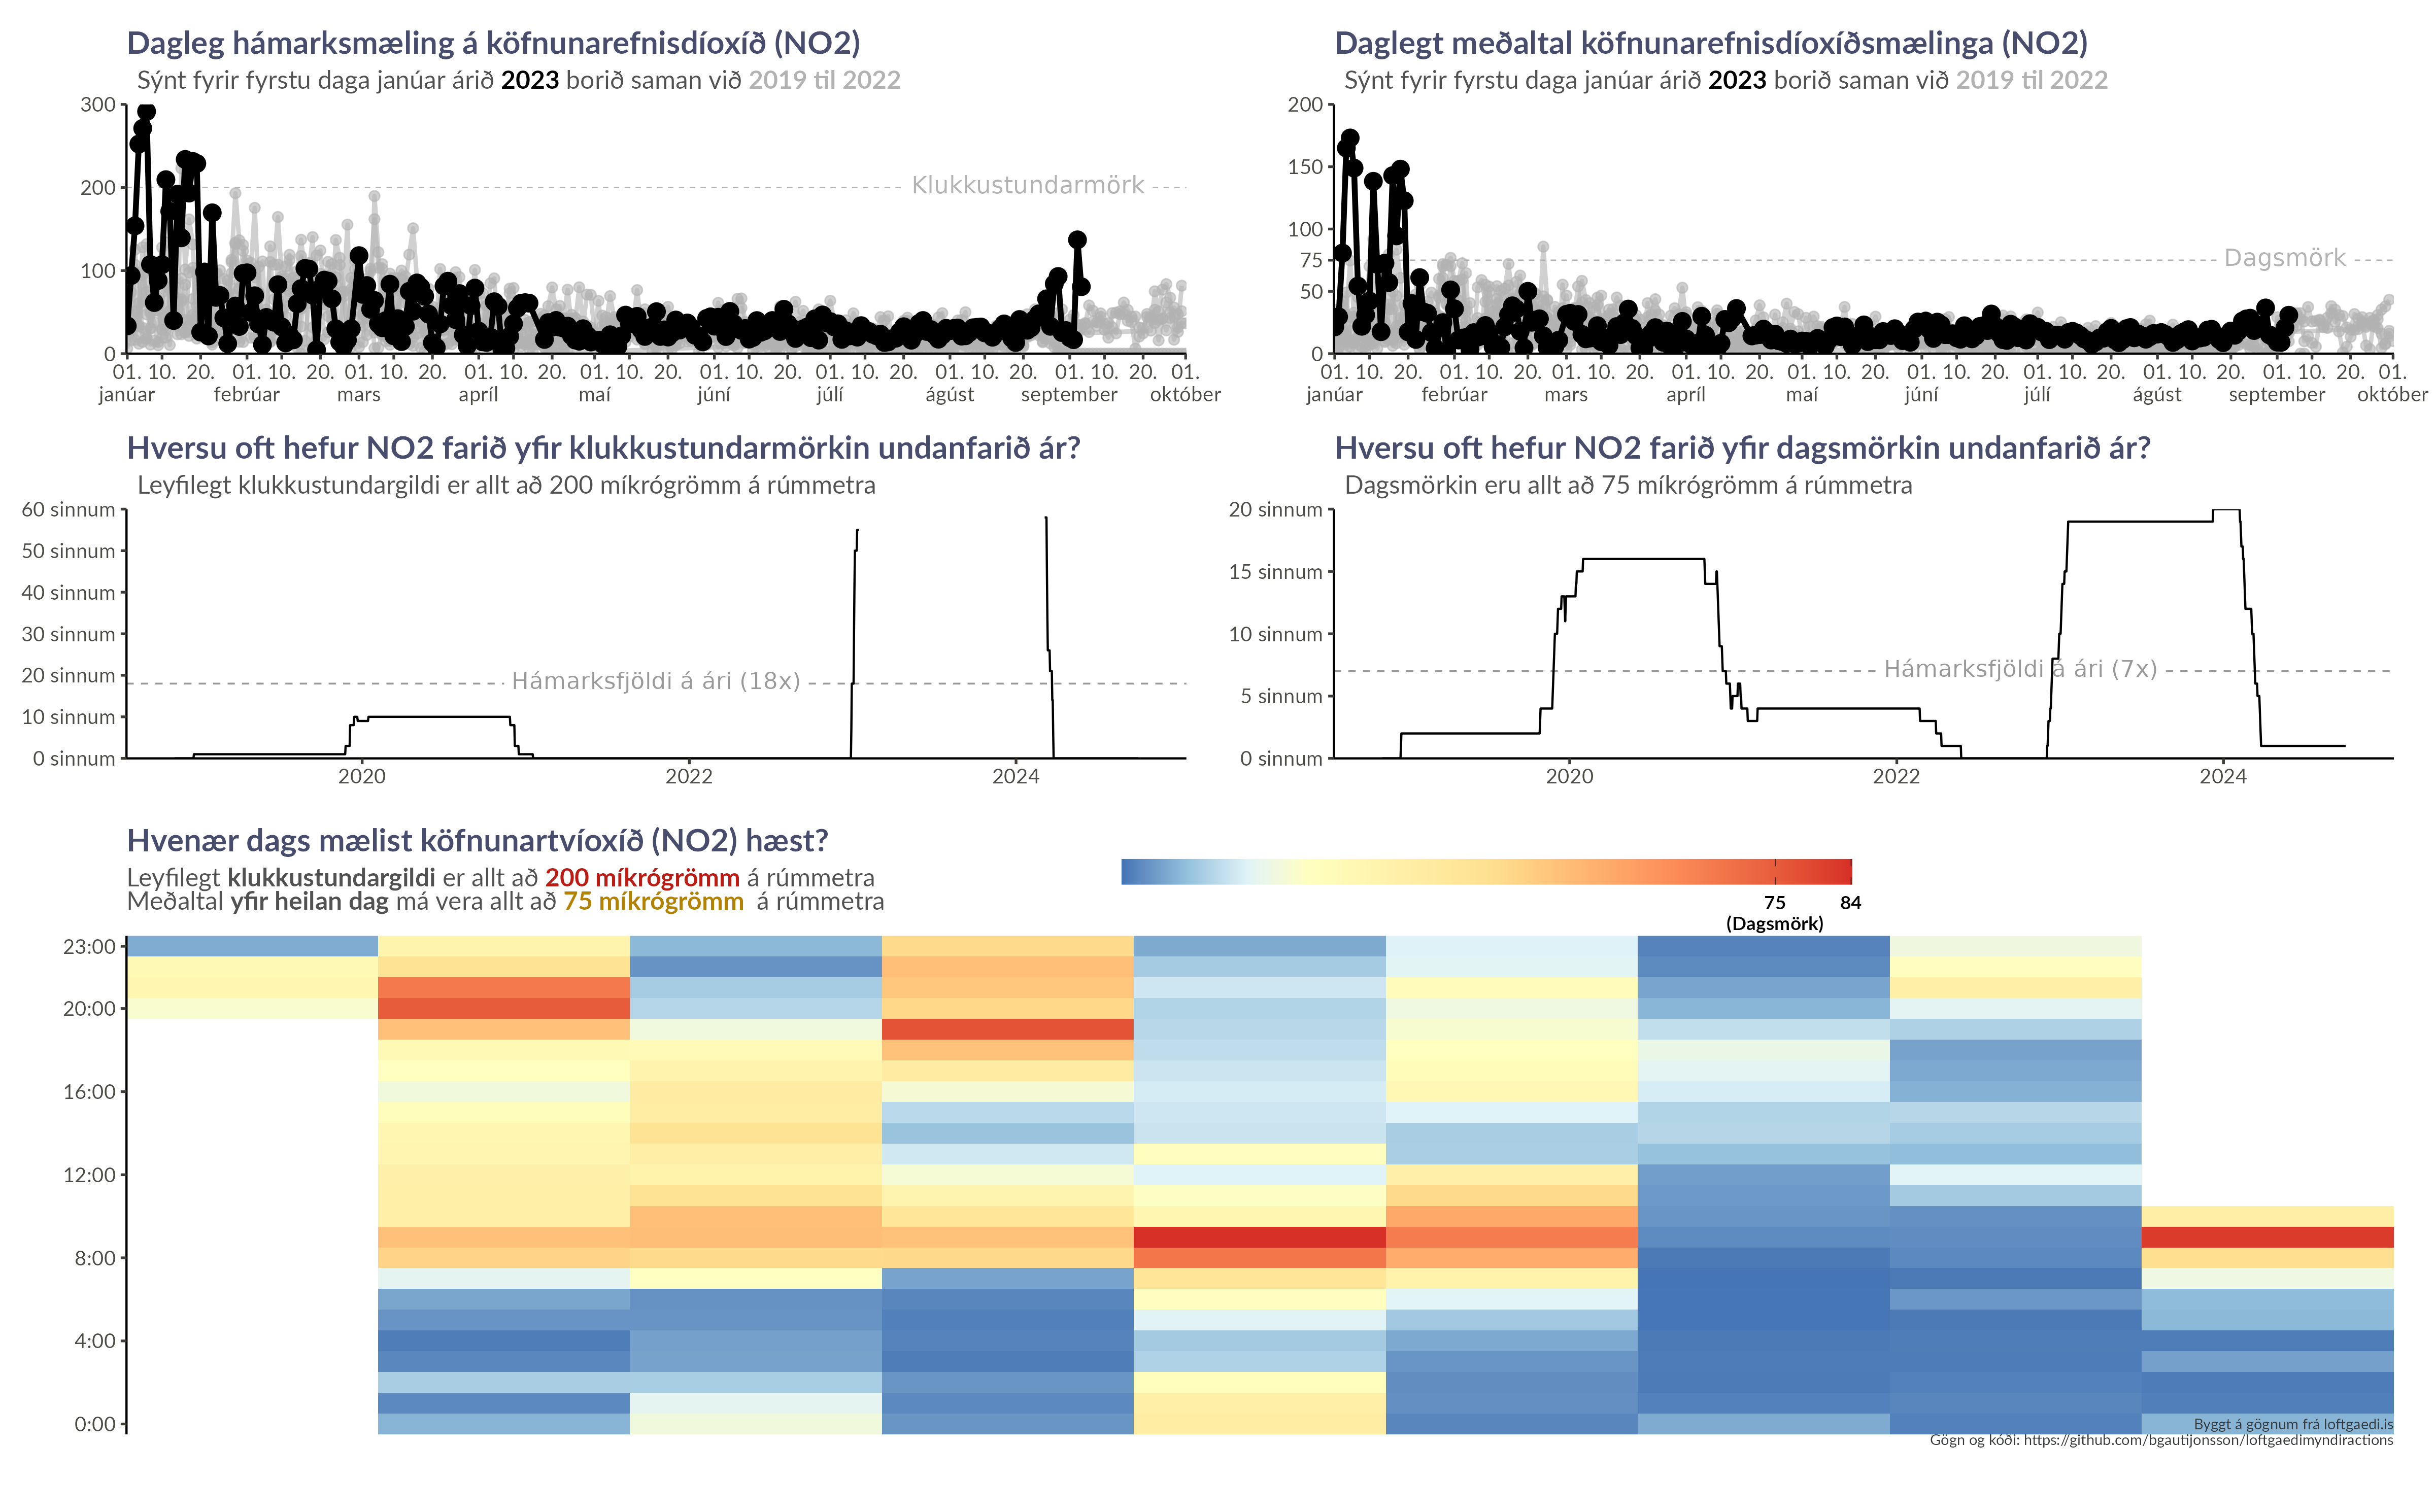 Dagleg hámarksmæling á köfnunarefnisdíoxíð (NO2)
Sýnt fyrir fyrstu daga janúar árið 2023 borið saman við 2019 til 2022
300
200
100
0
Klukkustundarmörk
01. 10. 20. 01. 10. 20. 01. 10. 20. 01. 10. 20. 01. 10. 20. 01. 10. 20. 01. 10. 20. 01. 10. 20. 01. 10. 20. 01.
janúar febrúar mars apríl maí júní júlí ágúst september október
Daglegt meðaltal köfnunarefnisdíoxíðsmælinga (NO2)
Sýnt fyrir fyrstu daga janúar árið 2023 borið saman við 2019 til 2022
200
150
100
75
50
0
Dagsmörk
01. 10. 20. 01. 10. 20. 01. 10. 20. 01. 10. 20. 01. 10. 20. 01. 10. 20. 01. 10. 20. 01. 10. 20. 01. 10. 20. 01.
janúar febrúar mars apríl maí júní júlí ágúst september október
Hversu oft hefur NO2 farið yfir klukkustundarmörkin undanfarið ár?
Leyfilegt klukkustundargildi er allt að 200 míkrógrömm á rúmmetra
60 sinnum
50 sinnum
40 sinnum
30 sinnum
20 sinnum
10 sinnum
0 sinnum
Hámarksfjöldi á ári (18x)
2020 2022 2024
Hversu oft hefur NO2 farið yfir dagsmörkin undanfarið ár?
Dagsmörkin eru allt að 75 míkrógrömm á rúmmetra
20 sinnum
15 sinnum
10 sinnum
5 sinnum
0 sinnum
Hámarksfjöldi á ári (7x)
2020 2022 2024
Hvenær dags mælist köfnunartvíoxíð (NO2) hæst?
Leyfilegt klukkustundargildi er allt að 200 míkrógrömm á rúmmetra
Meðaltal yfir heilan dag má vera allt að 75 míkrógrömm á rúmmetra
75 84
(Dagsmörk)
23:00
20:00
16:00
12:00
8:00
4:00
0:00
Byggt á gögnum frá loftgaedi.is
Gögn og kóði: https://github.com/bgautijonsson/loftgaedimyndiractions